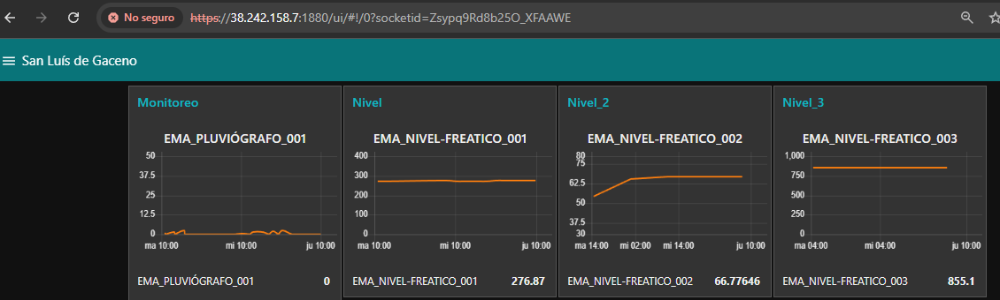 No seguro https://38.242.158.7:1880/ui/#!/0?socketid=Zsypq9Rd8b25O_XFAAWE
San Luís de Gaceno
Monitoreo
EMA_PLUVIÓGRAFO_001
50
37.5
25
12.5
0
ma 10:00 mi 10:00 ju 10:00
EMA_PLUVIÓGRAFO_001 0
Nivel
EMA_NIVEL-FREATICO_001
400
300
200
100
0
ma 10:00 mi 10:00 ju 10:00
EMA_NIVEL-FREATICO_001 276.87
Nivel_2
EMA_NIVEL-FREATICO_002
80
75
62.5
50
37.5
30
ma 14:00 mi 02:00 mi 14:00 ju 10:00
EMA_NIVEL-FREATICO_002 66.77646
Nivel_3
EMA_NIVEL-FREATICO_003
1,000
750
500
250
0
ma 04:00 mi 04:00 ju 10:00
EMA_NIVEL-FREATICO_003 855.1